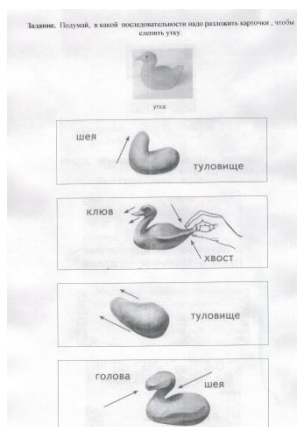 Задание. Подумай, в какой последовательности надо разложить карточки , чтобы
слепить утку.
утка
шея
туловище
клюв
хвост
туловище
голова
шея